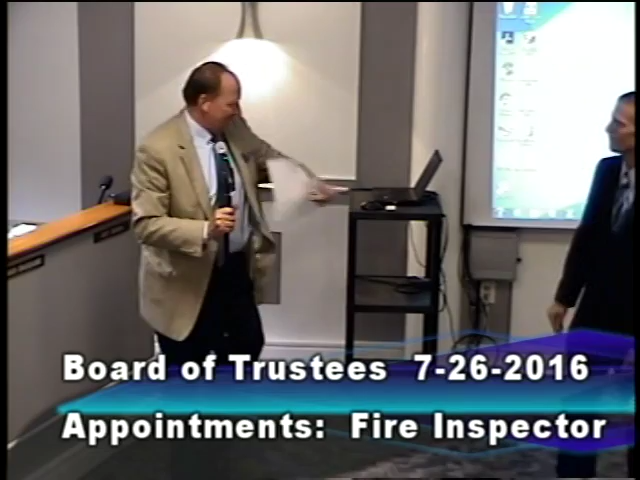 Board of Trustees 7-26-2016
Appointments: Fire Inspector